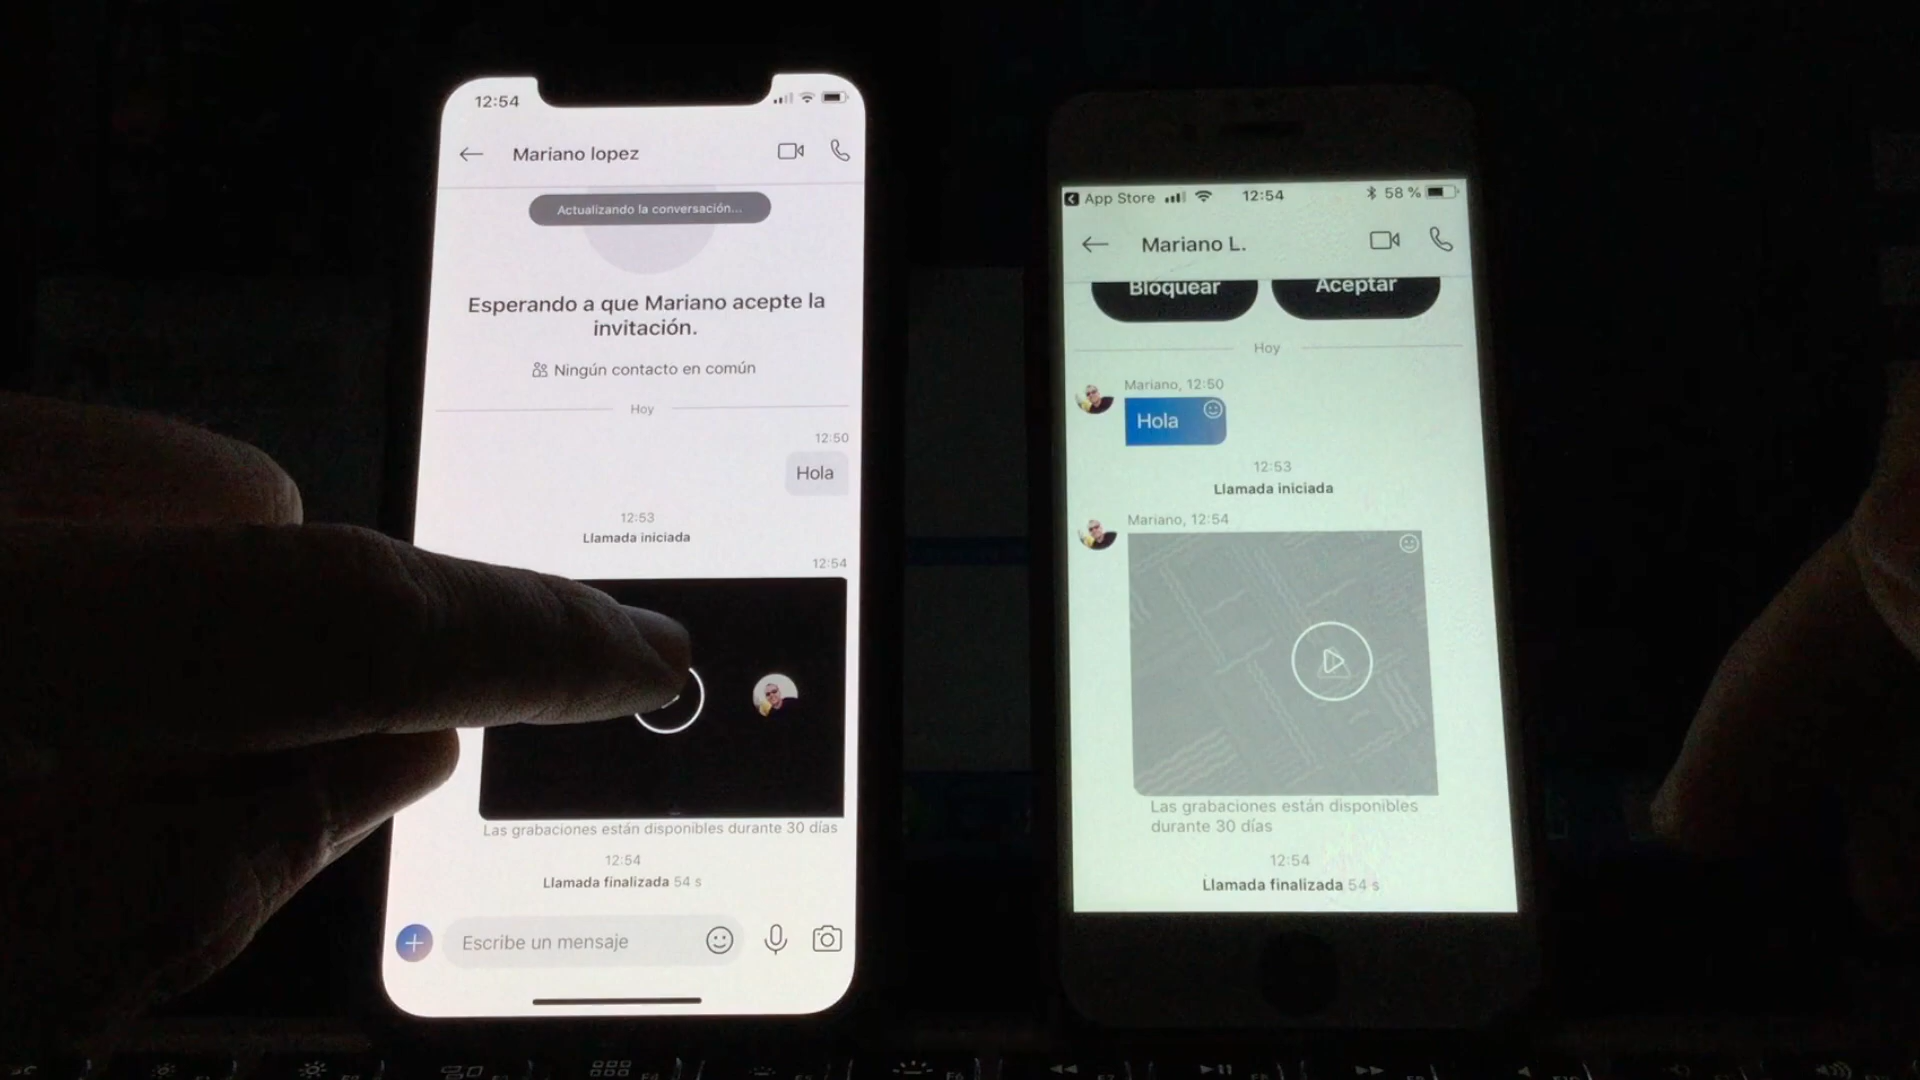 12:54
Mariano lopez
Actualizando la conversación...
Esperando a que Mariano acepte la
invitación.
Ningún contacto en común
Hoy
12:50
Hola
12:53
Llamada iniciada
12:54
Las grabaciones están disponibles durante 30 días
12:54
Llamada finalizada 54 s
Escribe un mensaje
App Store
12:54
58 %
Mariano L.
Bloquear
Aceptar
Hoy
Mariano, 12:50
Hola
12:53
Llamada iniciada
Mariano, 12:54
Las grabaciones están disponibles
durante 30 días
12:54
Llamada finalizada 54 s